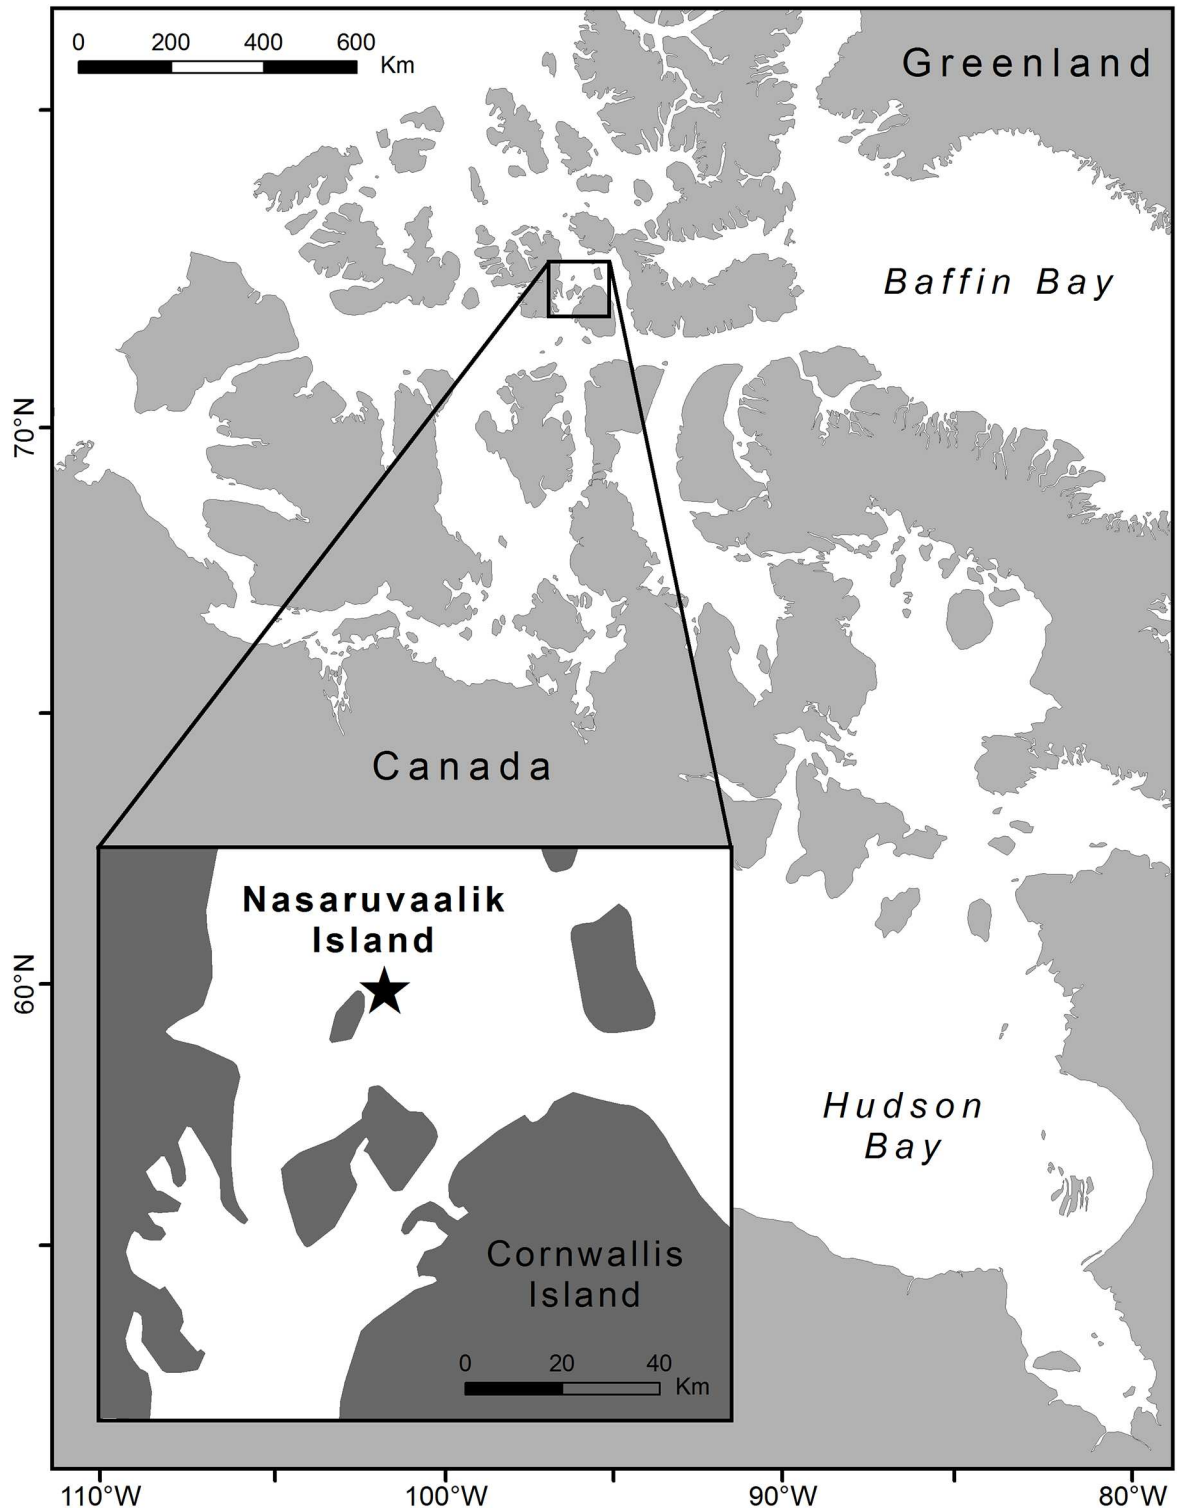 0 200 400 600
Km
Greenland
Baffin Bay
70°N
Canada
Nasaruvaalik
Island
60°N
Hudson
Bay
Cornwallis
Island
0 20 40
Km
110°W 100°W 90°W 80°W